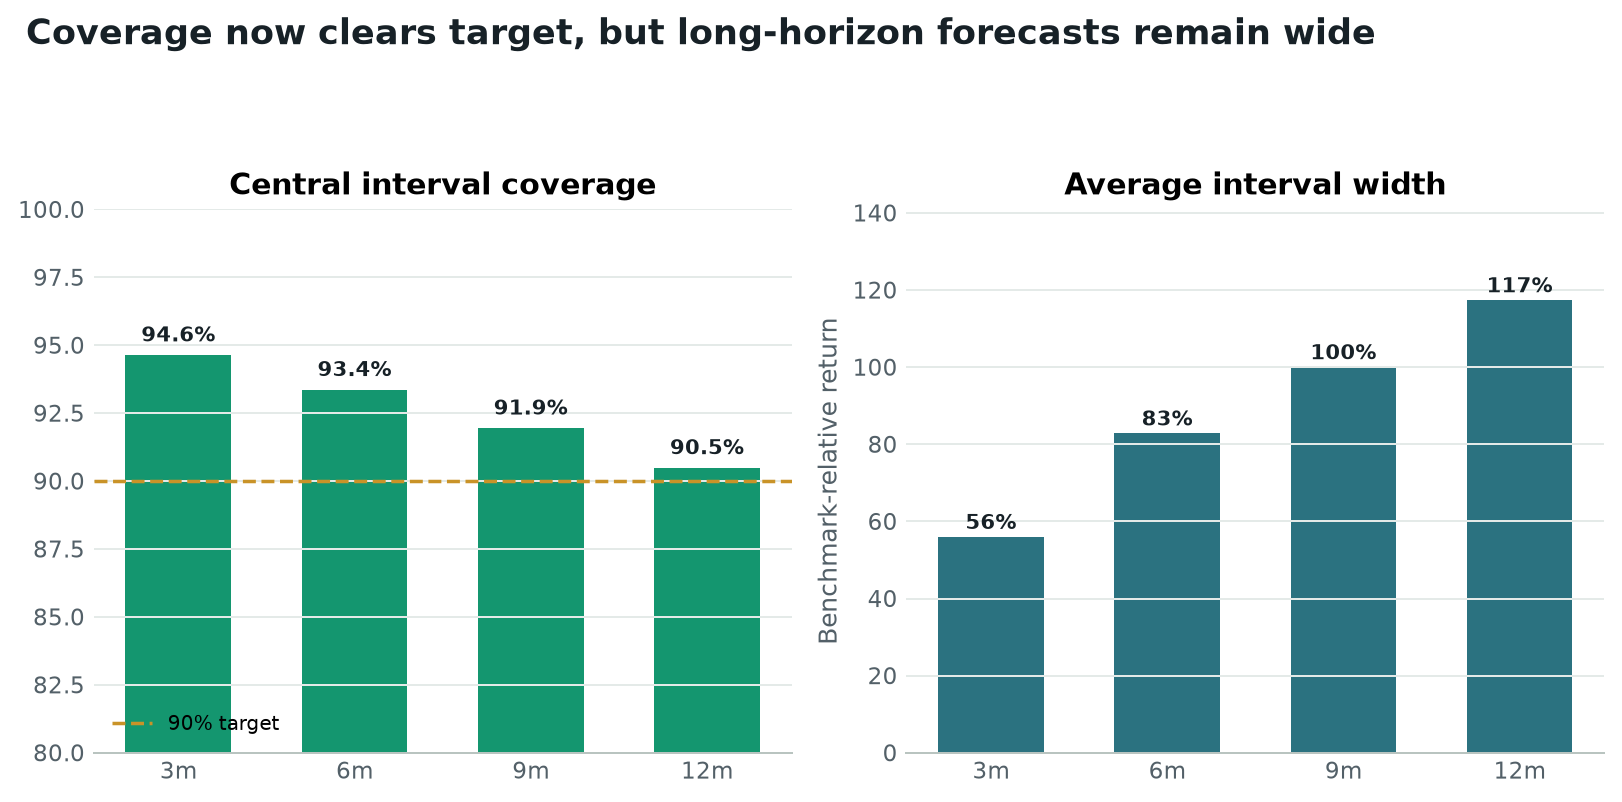 Coverage now clears target, but long-horizon forecasts remain wide
Central interval coverage
100.0
97.5
95.0
92.5
90.0
87.5
85.0
82.5
80.0
94.6%
93.4%
91.9%
90.5%
90% target
3m
6m
9m
12m
Average interval width
Benchmark-relative return
140
120
100
80
60
40
20
0
56%
83%
100%
117%
3m
6m
9m
12m